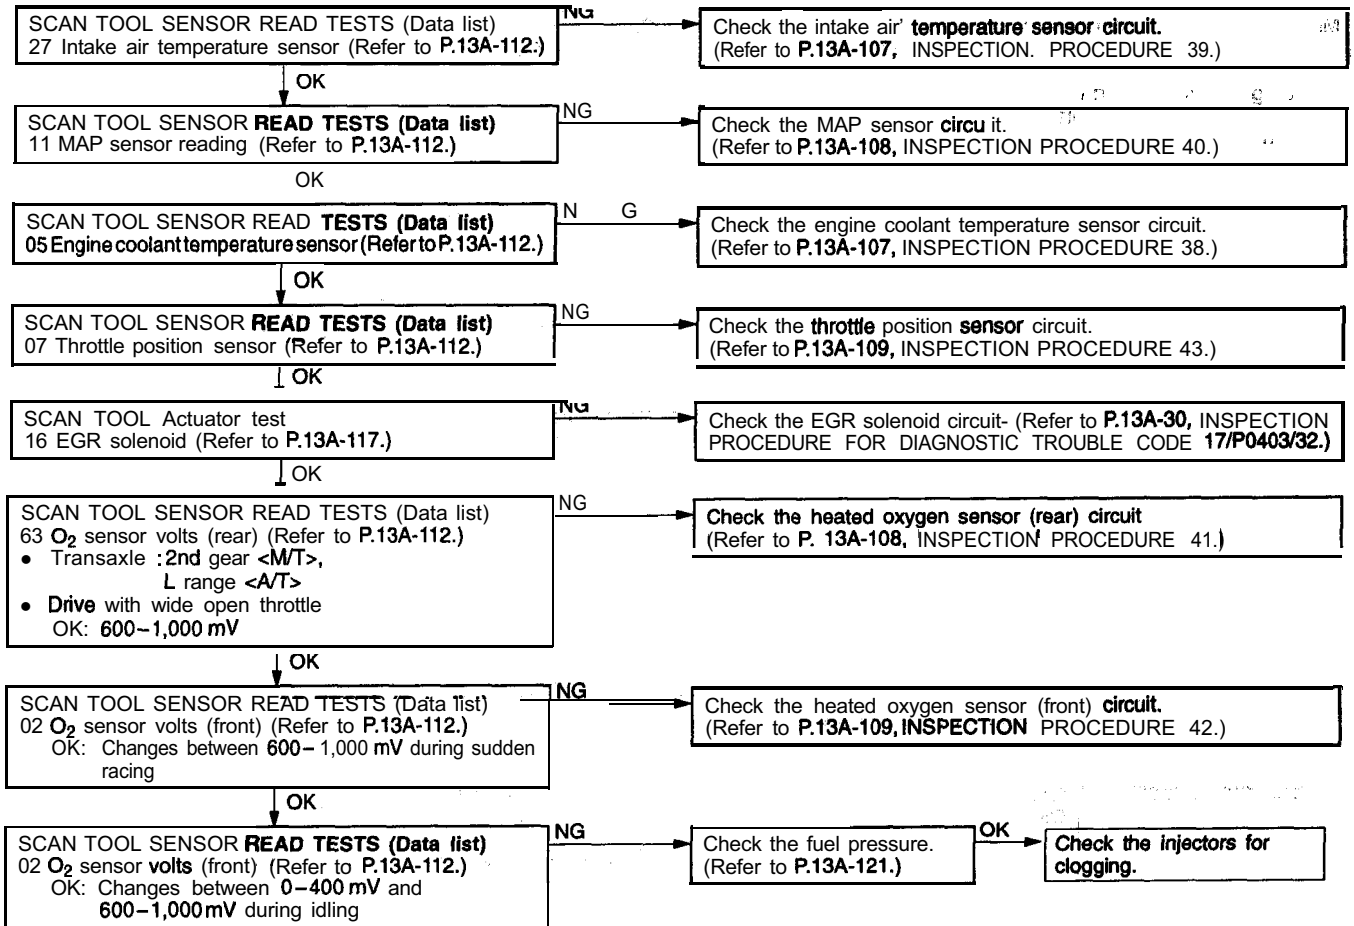 SCAN TOOL SENSOR READ TESTS (Data list)
27 Intake air temperature sensor (Refer to P.13A-112.)
NG
Check the intake air' temperature sensor circuit.
(Refer to P.13A-107, INSPECTION. PROCEDURE 39.)
OK
SCAN TOOL SENSOR READ TESTS (Data list)
11 MAP sensor reading (Refer to P.13A-112.)
NG
Check the MAP sensor circu it.
(Refer to P.13A-108, INSPECTION PROCEDURE 40.)
OK
SCAN TOOL SENSOR READ TESTS (Data list)
05 Engine coolant temperature sensor (Refer to P.13A-112.)
N G
Check the engine coolant temperature sensor circuit.
(Refer to P.13A-107, INSPECTION PROCEDURE 38.)
OK
SCAN TOOL SENSOR READ TESTS (Data list)
07 Throttle position sensor (Refer to P.13A-112.)
NG
Check the throttle position sensor circuit.
(Refer to P.13A-109, INSPECTION PROCEDURE 43.)
OK
SCAN TOOL Actuator test
16 EGR solenoid (Refer to P.13A-117.)
NG
Check the EGR solenoid circuit- (Refer to P.13A-30, INSPECTION
PROCEDURE FOR DIAGNOSTIC TROUBLE CODE 17/P0403/32.)
OK
SCAN TOOL SENSOR READ TESTS (Data list)
63 O2 sensor volts (rear) (Refer to P.13A-112.)
● Transaxle : 2nd gear <M/T>,
L range <A/T>
● Drive with wide open throttle
OK: 600–1,000 mV
NG
Check the heated oxygen sensor (rear) circuit
(Refer to P. 13A-108, INSPECTION PROCEDURE 41.)
OK
SCAN TOOL SENSOR READ TESTS (Data list)
02 O2 sensor volts (front) (Refer to P.13A-112.)
OK: Changes between 600–1,000 mV during sudden
racing
NG
Check the heated oxygen sensor (front) circuit.
(Refer to P.13A-109, INSPECTION PROCEDURE 42.)
OK
SCAN TOOL SENSOR READ TESTS (Data list)
02 O2 sensor volts (front) (Refer to P.13A-112.)
OK: Changes between 0–400 mV and
600–1,000 mV during idling
NG
Check the fuel pressure.
(Refer to P.13A-121.)
OK
Check the injectors for
clogging.